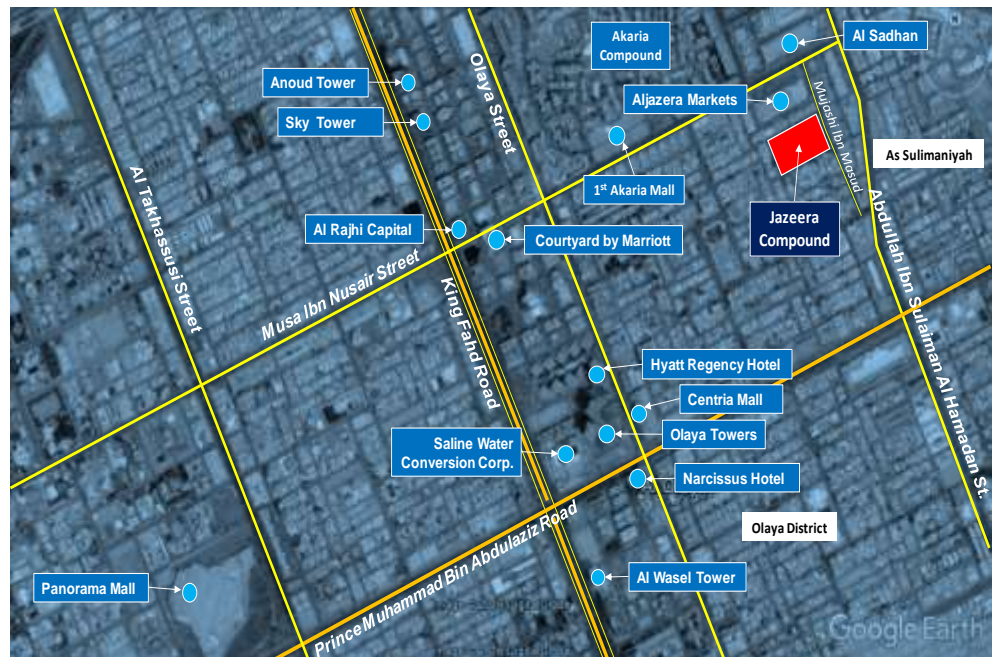 Akaria
Compound
Al Sadhan
Anoud Tower
Olaya Street
Aljazera Markets
Mujashi Ibn Masud
Sky  Tower
As Sulimaniyah
1st Akaria Mall
Al Takhassusi Street
Al Rajhi Capital
Courtyard by Marriott
Jazeera
Compound
Musa Ibn Nusair Street
King Fahd Road
Abdullah Ibn Sulaiman Al Hamadan St.
Hyatt Regency Hotel
Centria Mall
Olaya Towers
Saline Water
Conversion Corp.
Narcissus Hotel
Olaya District
Prince Muhammad Bin Abdulaziz Road
Al Wasel Tower
Panorama Mall
Google Earth